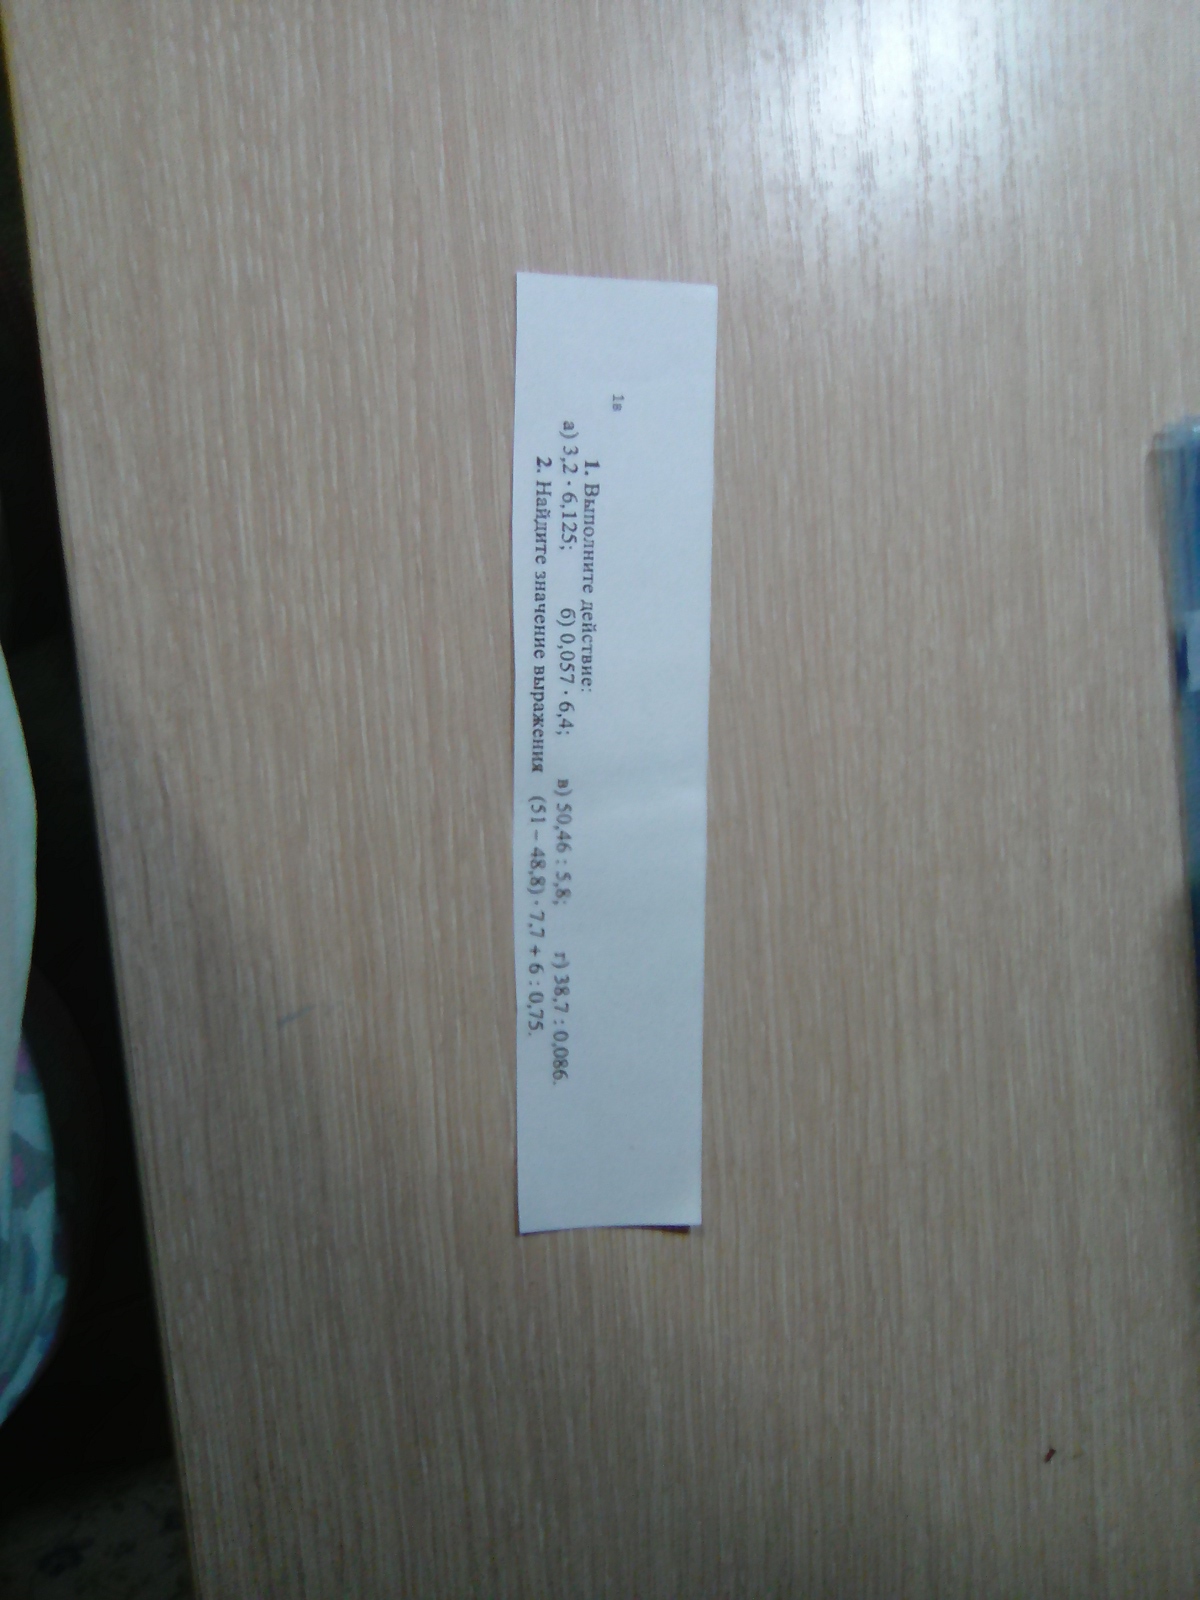 1в
1. Выполните действие:
а) 3,2 · 6,125; б) 0,057 · 6,4; в) 50,46 : 5,8; г) 38,7 : 0,086.
2. Найдите значение выражения (51 – 48,8) · 7,7 + 6 : 0,75.